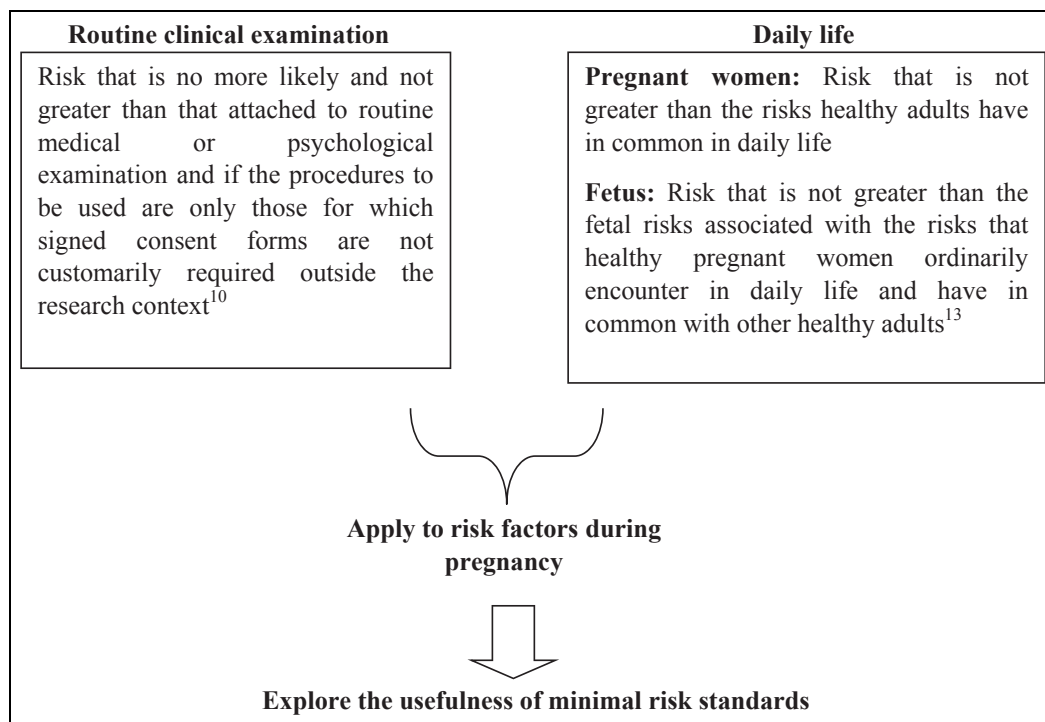 Routine clinical examination
Risk that is no more likely and not
greater than that attached to routine
medical or psychological
examination and if the procedures to
be used are only those for which
signed consent forms are not
customarily required outside the
research context10
Daily life
Pregnant women: Risk that is not
greater than the risks healthy adults have
in common in daily life
Fetus: Risk that is not greater than the
fetal risks associated with the risks that
healthy pregnant women ordinarily
encounter in daily life and have in
common with other healthy adults13
Apply to risk factors during
pregnancy
Explore the usefulness of minimal risk standards